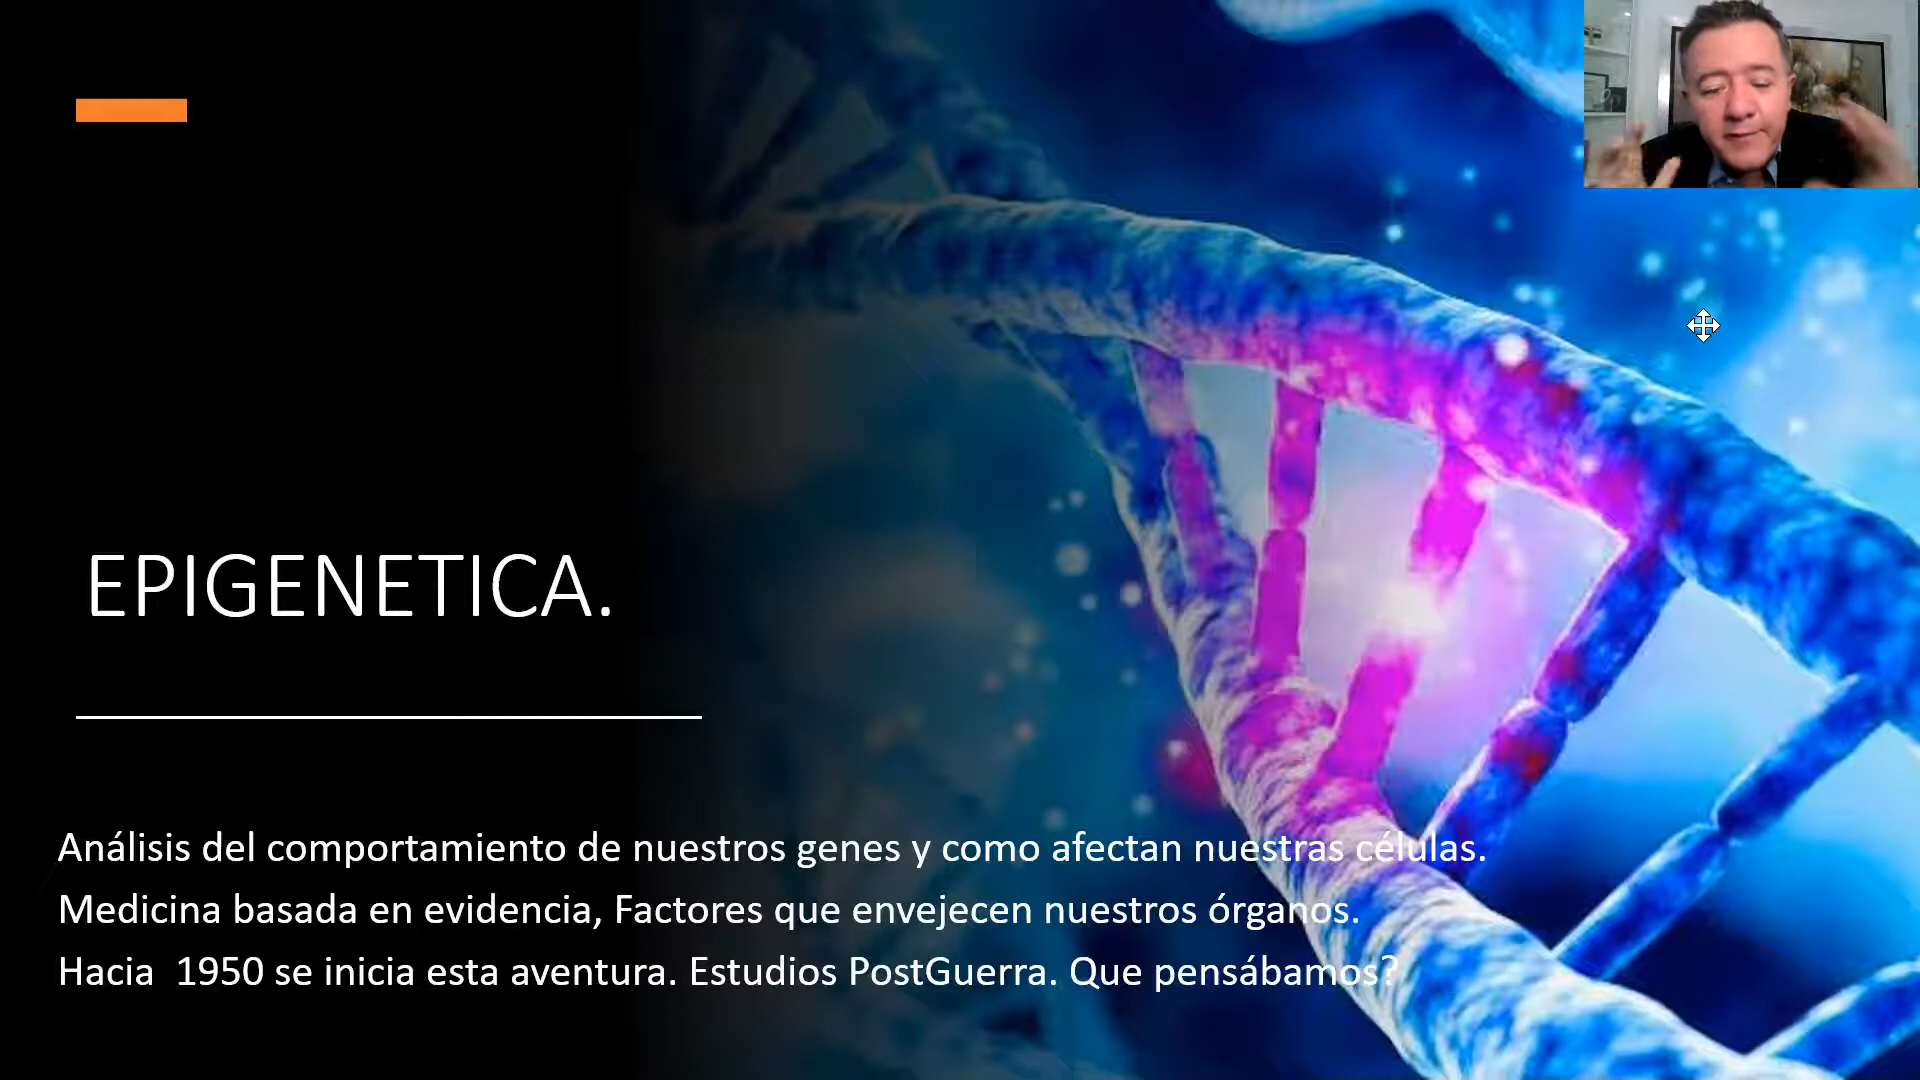 EPIGENETICA.
Análisis del comportamiento de nuestros genes y como afectan nuestras células.
Medicina basada en evidencia, Factores que envejecen nuestros órganos.
Hacia  1950 se inicia esta aventura. Estudios PostGuerra. Que pensábamos?